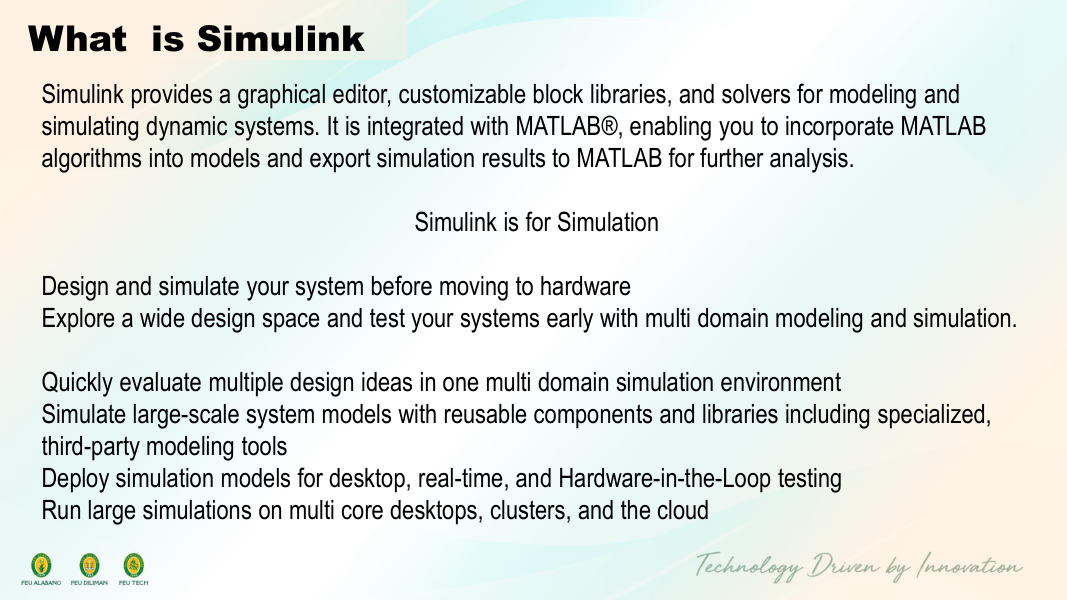 What is Simulink
Simulink provides a graphical editor, customizable block libraries, and solvers for modeling and
simulating dynamic systems. It is integrated with MATLAB®, enabling you to incorporate MATLAB
algorithms into models and export simulation results to MATLAB for further analysis.
Simulink is for Simulation
Design and simulate your system before moving to hardware
Explore a wide design space and test your systems early with multi domain modeling and simulation.
Quickly evaluate multiple design ideas in one multi domain simulation environment
Simulate large-scale system models with reusable components and libraries including specialized,
third-party modeling tools
Deploy simulation models for desktop, real-time, and Hardware-in-the-Loop testing
Run large simulations on multi core desktops, clusters, and the cloud
FEU ALABANG FEU DILIMAN FEU TECH
Technology Driven by Innovation